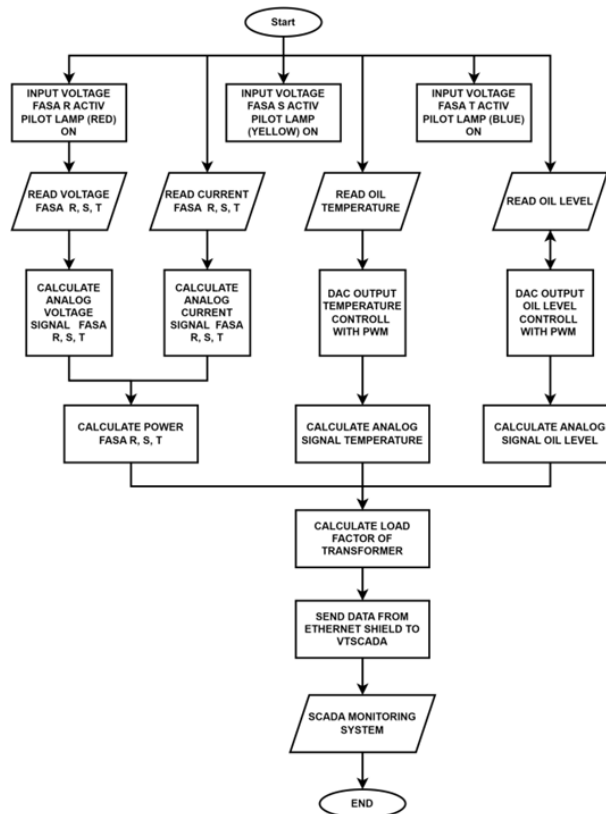 Start
INPUT VOLTAGE
FASA R ACTIV
PILOT LAMP (RED)
ON
INPUT VOLTAGE
FASA S ACTIV
PILOT LAMP
(YELLOW) ON
INPUT VOLTAGE
FASA T ACTIV
PILOT LAMP (BLUE)
ON
READ VOLTAGE
FASA R, S, T
READ CURRENT
FASA R, S, T
READ OIL
TEMPERATURE
READ OIL LEVEL
CALCULATE
ANALOG
VOLTAGE
SIGNAL FASA
R, S, T
CALCULATE
ANALOG
CURRENT
SIGNAL FASA
R, S, T
DAC OUTPUT
TEMPERATURE
CONTROLL
WITH PWM
DAC OUTPUT
OIL LEVEL
CONTROLL
WITH PWM
CALCULATE POWER
FASA R, S, T
CALCULATE ANALOG
SIGNAL TEMPERATURE
CALCULATE ANALOG
SIGNAL OIL LEVEL
CALCULATE LOAD
FACTOR OF
TRANSFORMER
SEND DATA FROM
ETHERNET SHIELD TO
VTSCADA
SCADA MONITORING
SYSTEM
END